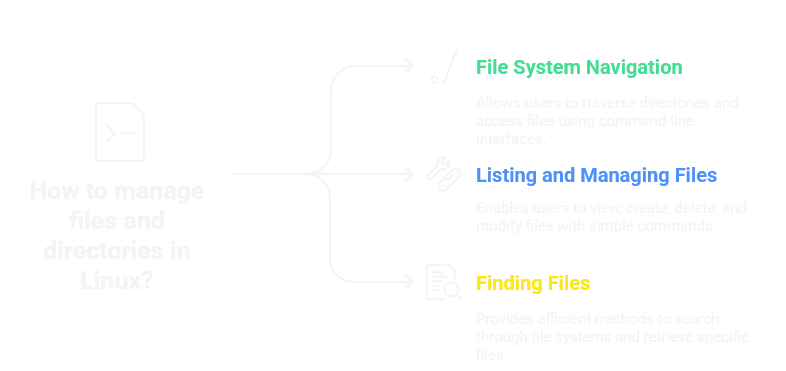 How to manage
files and
directories in
Linux?
File System Navigation
Allows users to traverse directories and
access files using command-line
interfaces.
Listing and Managing Files
Enables users to view, create, delete, and
modify files with simple commands.
Finding Files
Provides efficient methods to search
through file systems and retrieve specific
files.